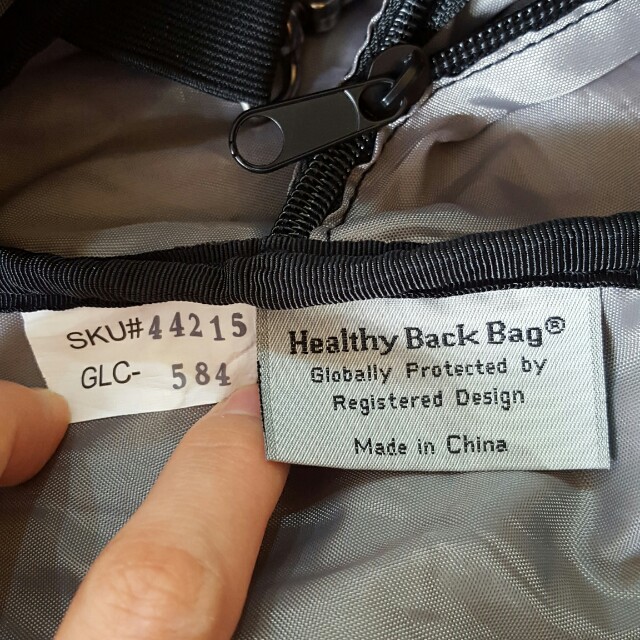 SKU#44215
GLC- 584
Healthy Back Bag®
Globally Protected by
Registered Design
Made in China